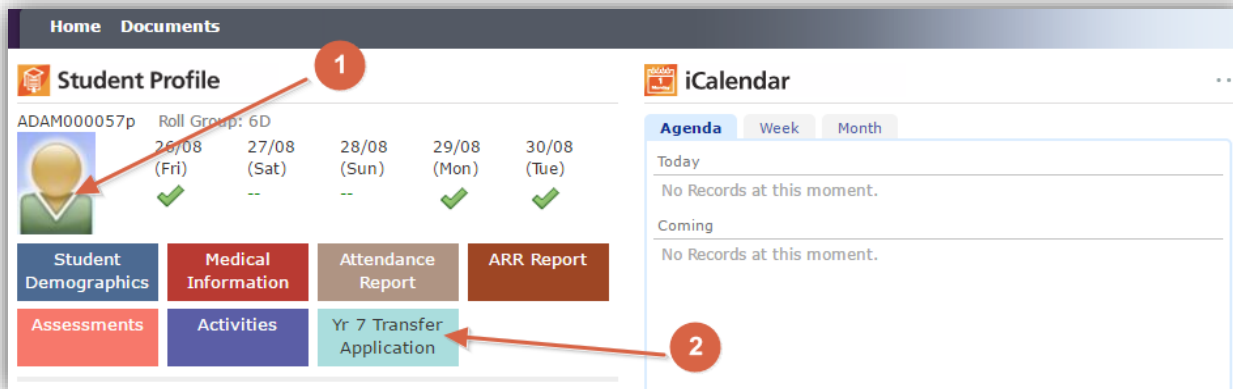 Home Documents
1
Student Profile
iCalendar
ADAM000057p Roll Group: 6D
26/08 27/08 28/08 29/08 30/08
(Fri) (Sat) (Sun) (Mon) (Tue)
-- --
Agenda Week Month
Today
No Records at this moment.
Coming
No Records at this moment.
Student Medical Attendance ARR Report
Demographics Information Report
Assessments Activities Yr 7 Transfer
Application
2